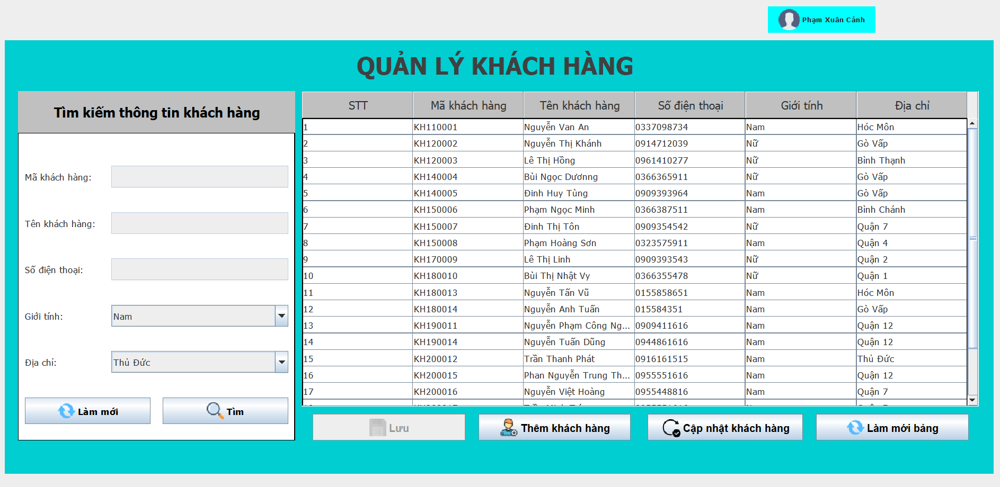 Phạm Xuân Cảnh
QUẢN LÝ KHÁCH HÀNG
Tìm kiếm thông tin khách hàng
Mã khách hàng:
Tên khách hàng:
Số điện thoại:
Giới tính: Nam
Địa chỉ: Thủ Đức
Làm mới Tìm
STT Mã khách hàng Tên khách hàng Số điện thoại Giới tính Địa chỉ
1 KH110001 Nguyễn Van An 0337098734 Nam Hóc Môn
2 KH120002 Nguyễn Thị Khánh 0914712039 Nữ Gò Vấp
3 KH120003 Lê Thị Hồng 0961410277 Nữ Bình Thạnh
4 KH140004 Bùi Ngọc Dươnng 0366365911 Nữ Gò Vấp
5 KH140005 Đinh Huy Tùng 0909393964 Nam Gò Vấp
6 KH150006 Phạm Ngọc Minh 0366387511 Nam Bình Chánh
7 KH150007 Đinh Thị Tôn 0909354542 Nữ Quận 7
8 KH150008 Phạm Hoàng Sơn 0323575911 Nam Quận 4
9 KH170009 Lê Thị Linh 0909393543 Nữ Quận 2
10 KH180010 Bùi Thị Nhật Vy 0366355478 Nữ Quận 1
11 KH180013 Nguyễn Tấn Vũ 0155858651 Nam Hóc Môn
12 KH180014 Nguyễn Anh Tuấn 015584351 Nam Gò Vấp
13 KH190011 Nguyễn Phạm Công Ng... 0909411616 Nam Quận 12
14 KH190014 Nguyễn Tuấn Dũng 0944861616 Nam Quận 12
15 KH200012 Trần Thanh Phát 0916161515 Nam Thủ Đức
16 KH200015 Phan Nguyễn Trung Th... 0955551616 Nam Quận 12
17 KH200016 Nguyễn Việt Hoàng 0955448816 Nam Quận 7
Lưu Thêm khách hàng Cập nhật khách hàng Làm mới bảng